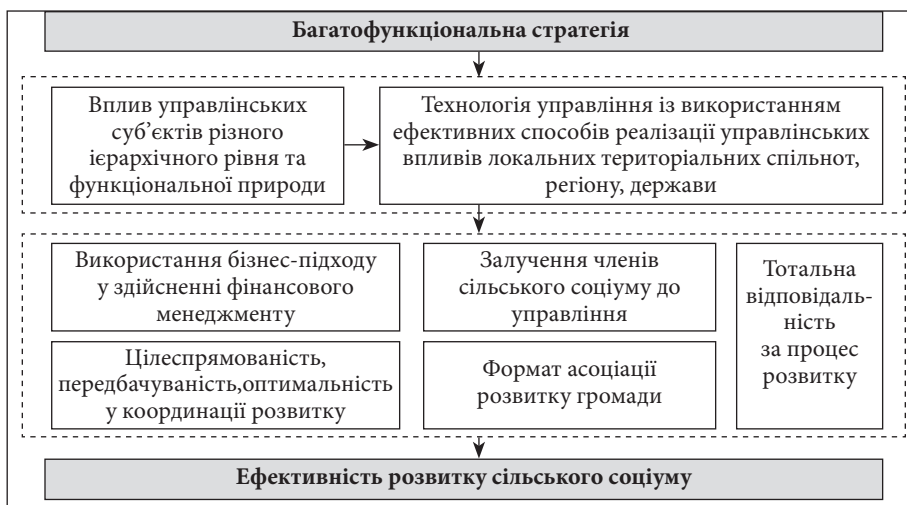 Багатофункціональна стратегія
Вплив управлінських
суб’єктів різного
ієрархічного рівня та
функціональної природи
Технологія управління із використанням
ефективних способів реалізації управлінських
впливів локальних територіальних спільнот,
регіону, держави
Використання бізнес-підходу
у здійсненні фінансового
менеджменту
Залучення членів
сільського соціуму до
управління
Тотальна
відповідаль-
ність
за процес
розвитку
Цілеспрямованість,
передбачуваність,оптимальність
у координації розвитку
Формат асоціації
розвитку громади
Ефективність розвитку сільського соціуму